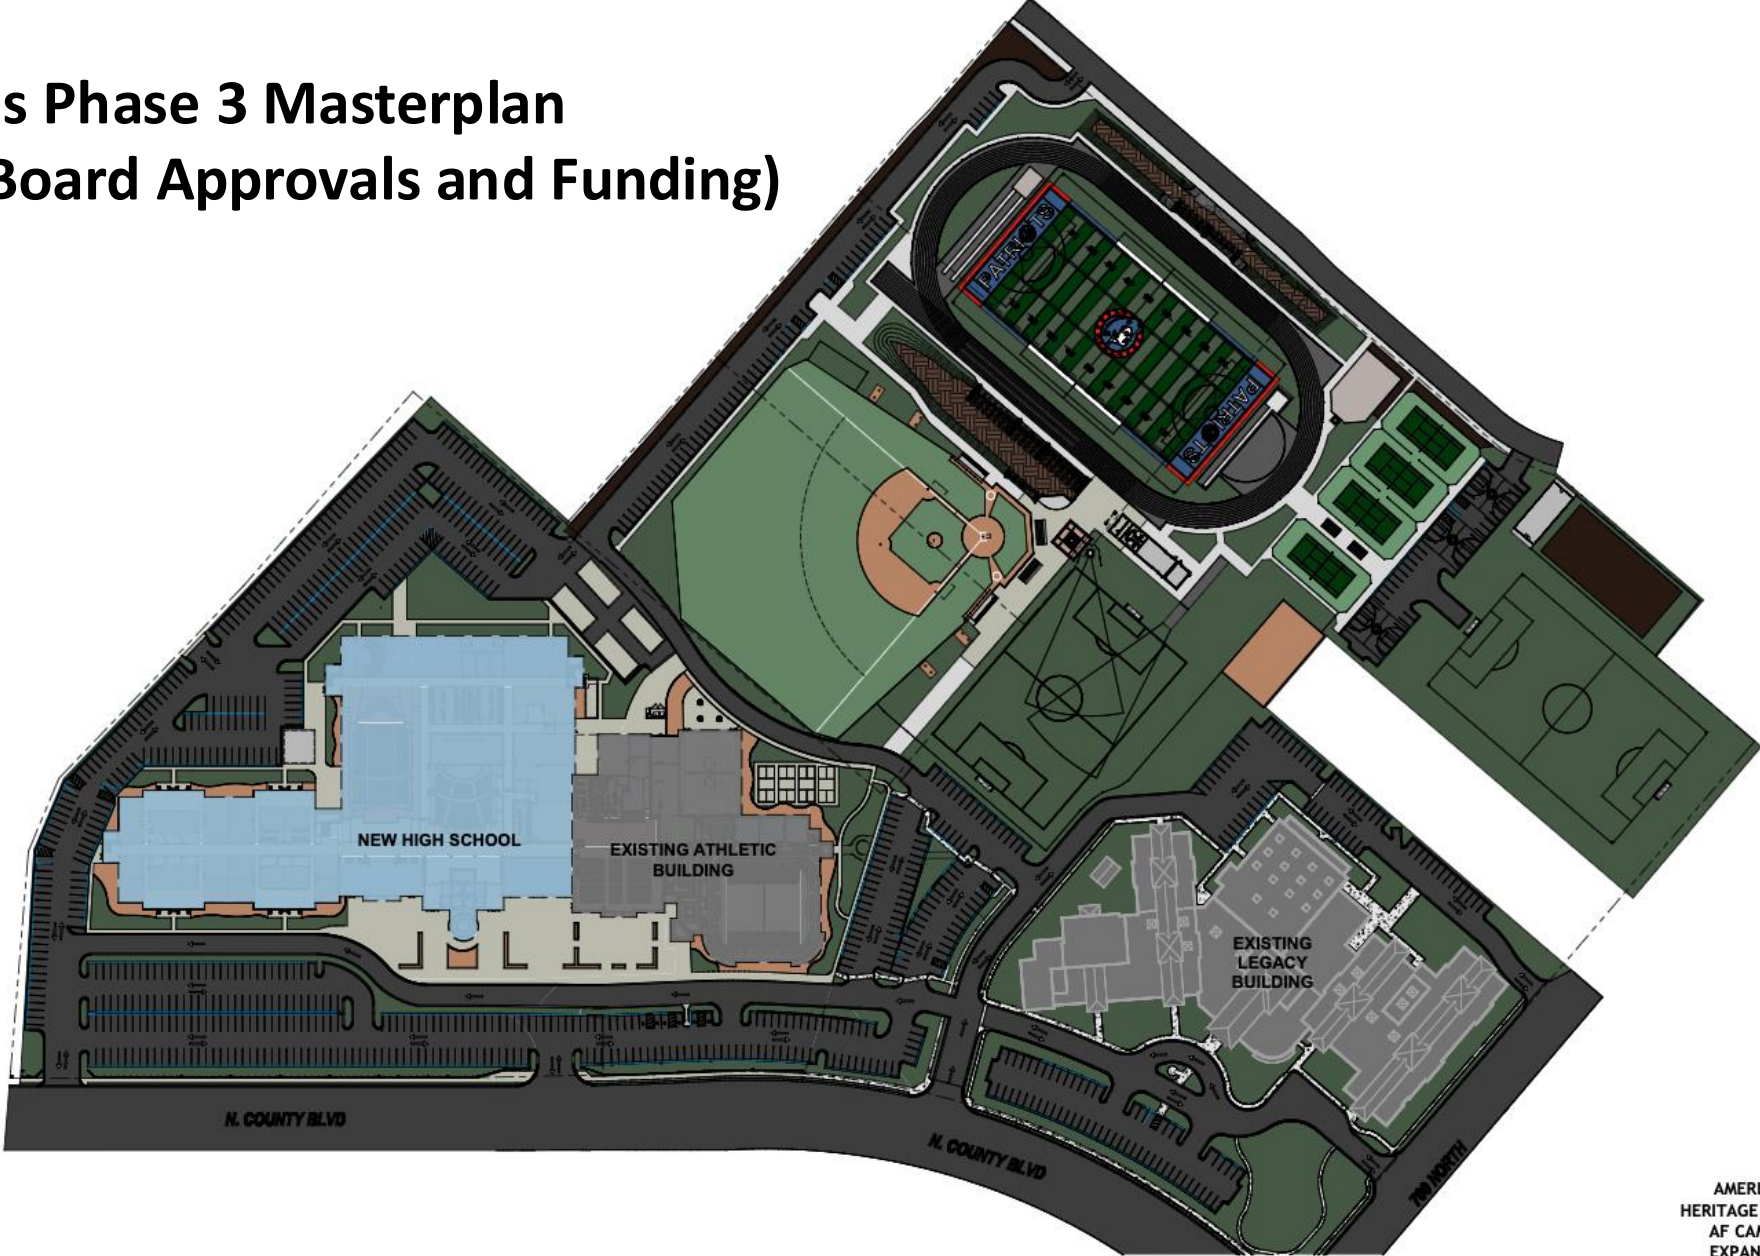 s Phase 3 Masterplan
Board Approvals and Funding)
PATRIOTS
PATRIOTS
NEW HIGH SCHOOL
EXISTING ATHLETIC
BUILDING
EXISTING
LEGACY
BUILDING
N. COUNTY BLVD
N. COUNTY BLVD
700 NORTH
AMERI
HERITAGE
AF CAM
EXPAN